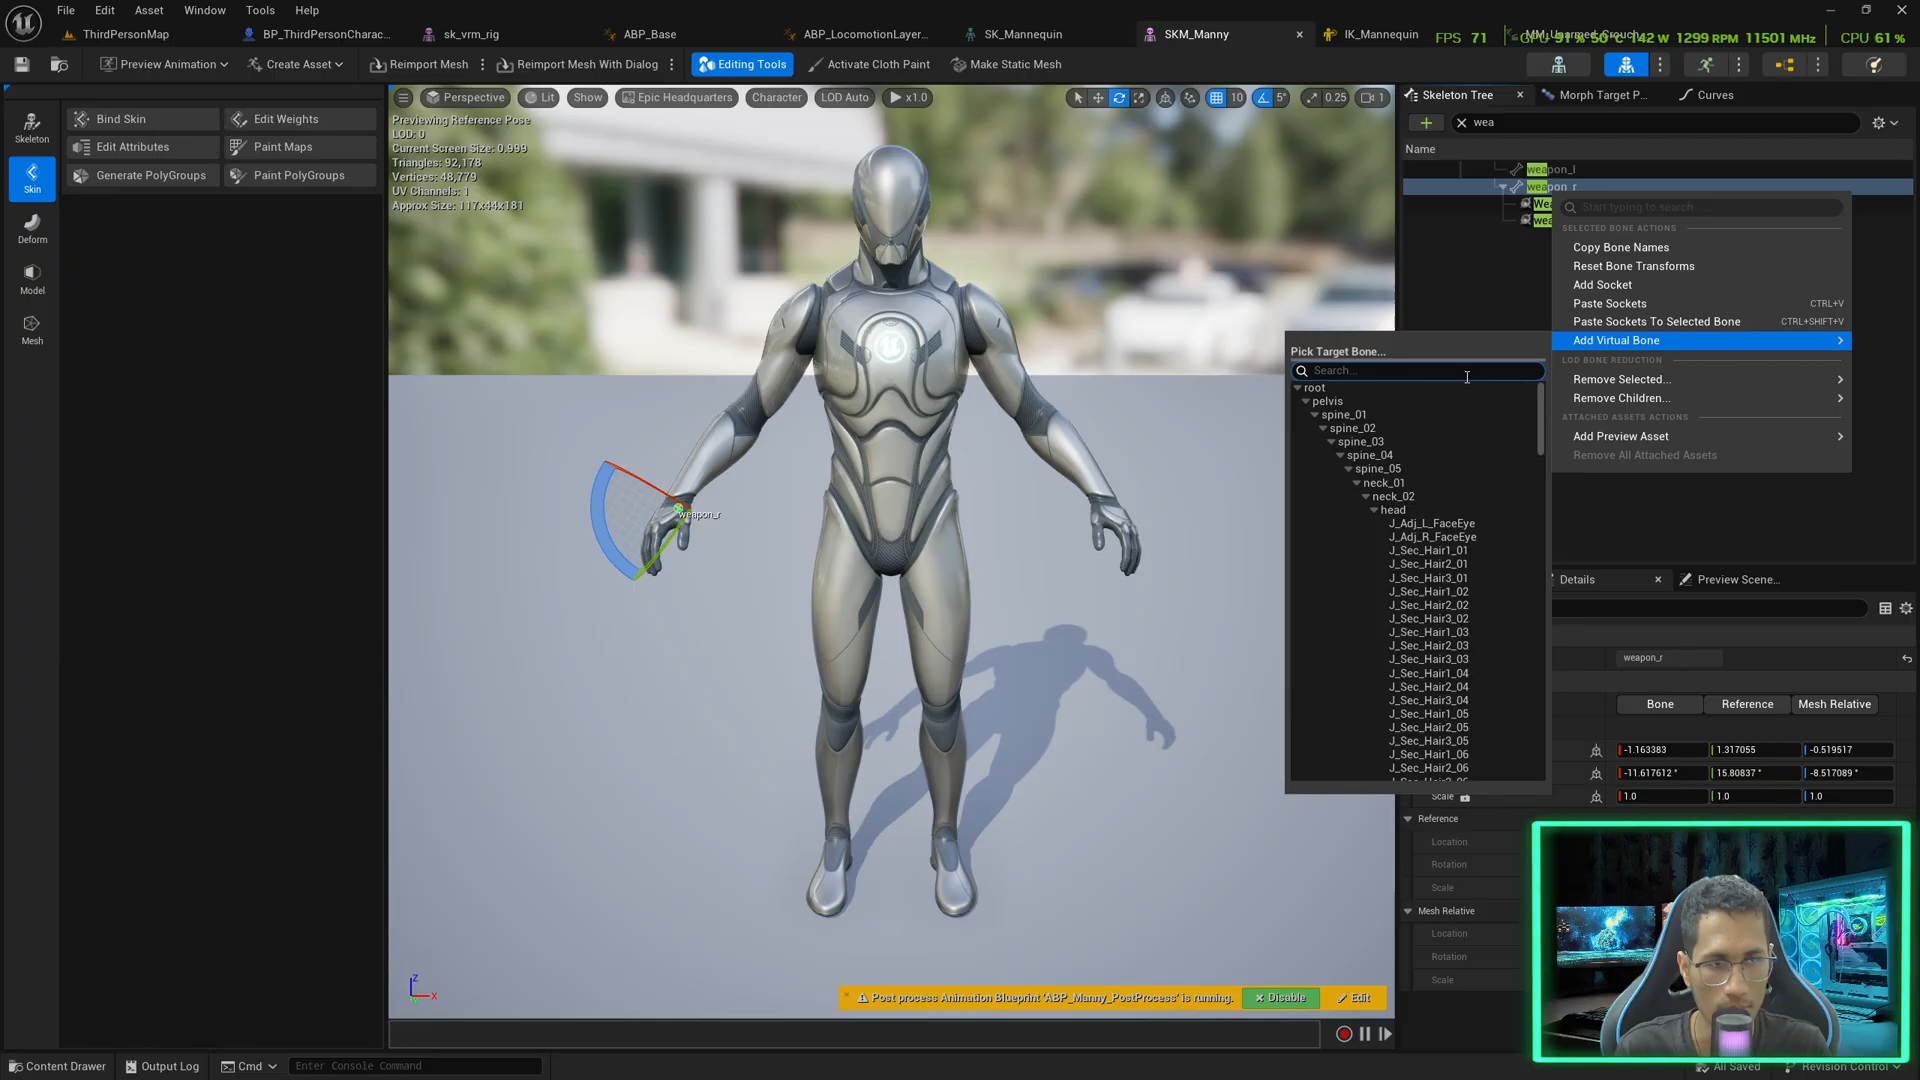 File Edit Asset Window Tools Help
ThirdPersonMap BP_ThirdPersonCharac... sk_vrm_rig ABP_Base ABP_LocomotionLayer... SK_Mannequin SKM_Manny IK_Mannequin
FPS 71 GPU 91 % 50°C 142 W 1299 RPM 11501 MHz CPU 61 %
Preview Animation Create Asset Reimport Mesh Reimport Mesh With Dialog Editing Tools Activate Cloth Paint Make Static Mesh
Skeleton
Skin
Deform
Model
Mesh
Bind Skin Edit Weights
Edit Attributes Paint Maps
Generate PolyGroups Paint PolyGroups
Perspective Lit Show Epic Headquarters Character LOD Auto x1.0
10 5° 0.25 1
Previewing Reference Pose
LOD: 0
Current Screen Size: 0.999
Triangles: 92,178
Vertices: 48,779
UV Channels: 1
Approx Size: 117x44x181
weapon_r
Z
X
Post process Animation Blueprint 'ABP_Manny_PostProcess' is running. Disable Edit
Skeleton Tree Morph Target P... Curves
wea
Name
weapon_l
weapon_r
Wea
wea
Start typing to search
SELECTED BONE ACTIONS
Copy Bone Names
Reset Bone Transforms
Add Socket
Paste Sockets CTRL+V
Paste Sockets To Selected Bone CTRL+SHIFT+V
Add Virtual Bone
LOD BONE REDUCTION
Remove Selected...
Remove Children...
ATTACHED ASSETS ACTIONS
Add Preview Asset
Remove All Attached Assets
Pick Target Bone...
Search...
root
pelvis
spine_01
spine_02
spine_03
spine_04
spine_05
neck_01
neck_02
head
J_Adj_L_FaceEye
J_Adj_R_FaceEye
J_Sec_Hair1_01
J_Sec_Hair2_01
J_Sec_Hair3_01
J_Sec_Hair1_02
J_Sec_Hair2_02
J_Sec_Hair3_02
J_Sec_Hair1_03
J_Sec_Hair2_03
J_Sec_Hair3_03
J_Sec_Hair1_04
J_Sec_Hair2_04
J_Sec_Hair3_04
J_Sec_Hair1_05
J_Sec_Hair2_05
J_Sec_Hair3_05
J_Sec_Hair1_06
J_Sec_Hair2_06
Details Preview Scene...
weapon_r
Bone Reference Mesh Relative
-1.163383 1.317055 -0.519517
-11.617612 ° 15.80837 ° -8.517089 °
Scale 1.0 1.0 1.0
Reference
Location
Rotation
Scale
Mesh Relative
Location
Rotation
Scale
Content Drawer Output Log Cmd Enter Console Command
All Saved Revision Control